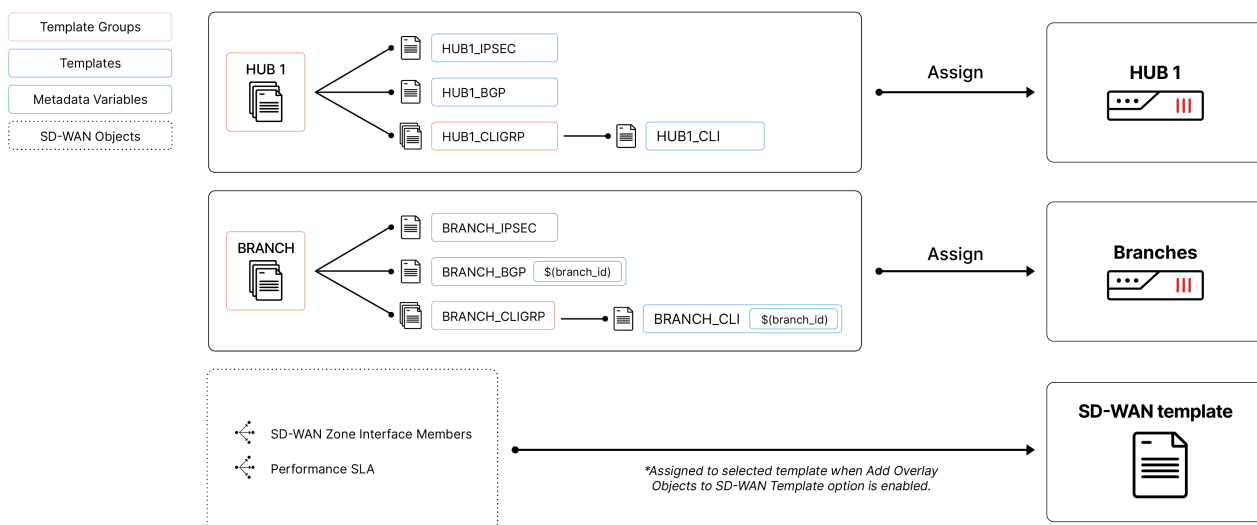 Template Groups
Templates
Metadata Variables
SD-WAN Objects
HUB 1
HUB1_IPSEC
HUB1_BGP
HUB1_CLIGRP
HUB1_CLI
Assign
HUB 1
BRANCH
BRANCH_IPSEC
BRANCH_BGP $(branch_id)
BRANCH_CLIGRP
BRANCH_CLI $(branch_id)
Assign
Branches
SD-WAN Zone Interface Members
Performance SLA
*Assigned to selected template when Add Overlay
Objects to SD-WAN Template option is enabled.
SD-WAN template